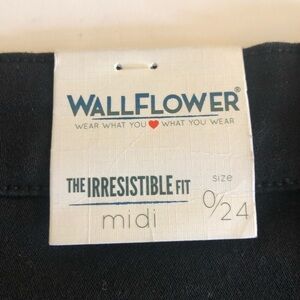 WALLFLOWER®
WEAR WHAT YOU ❤ WHAT YOU WEAR
THE IRRESISTIBLE FIT
midi
size
0/24